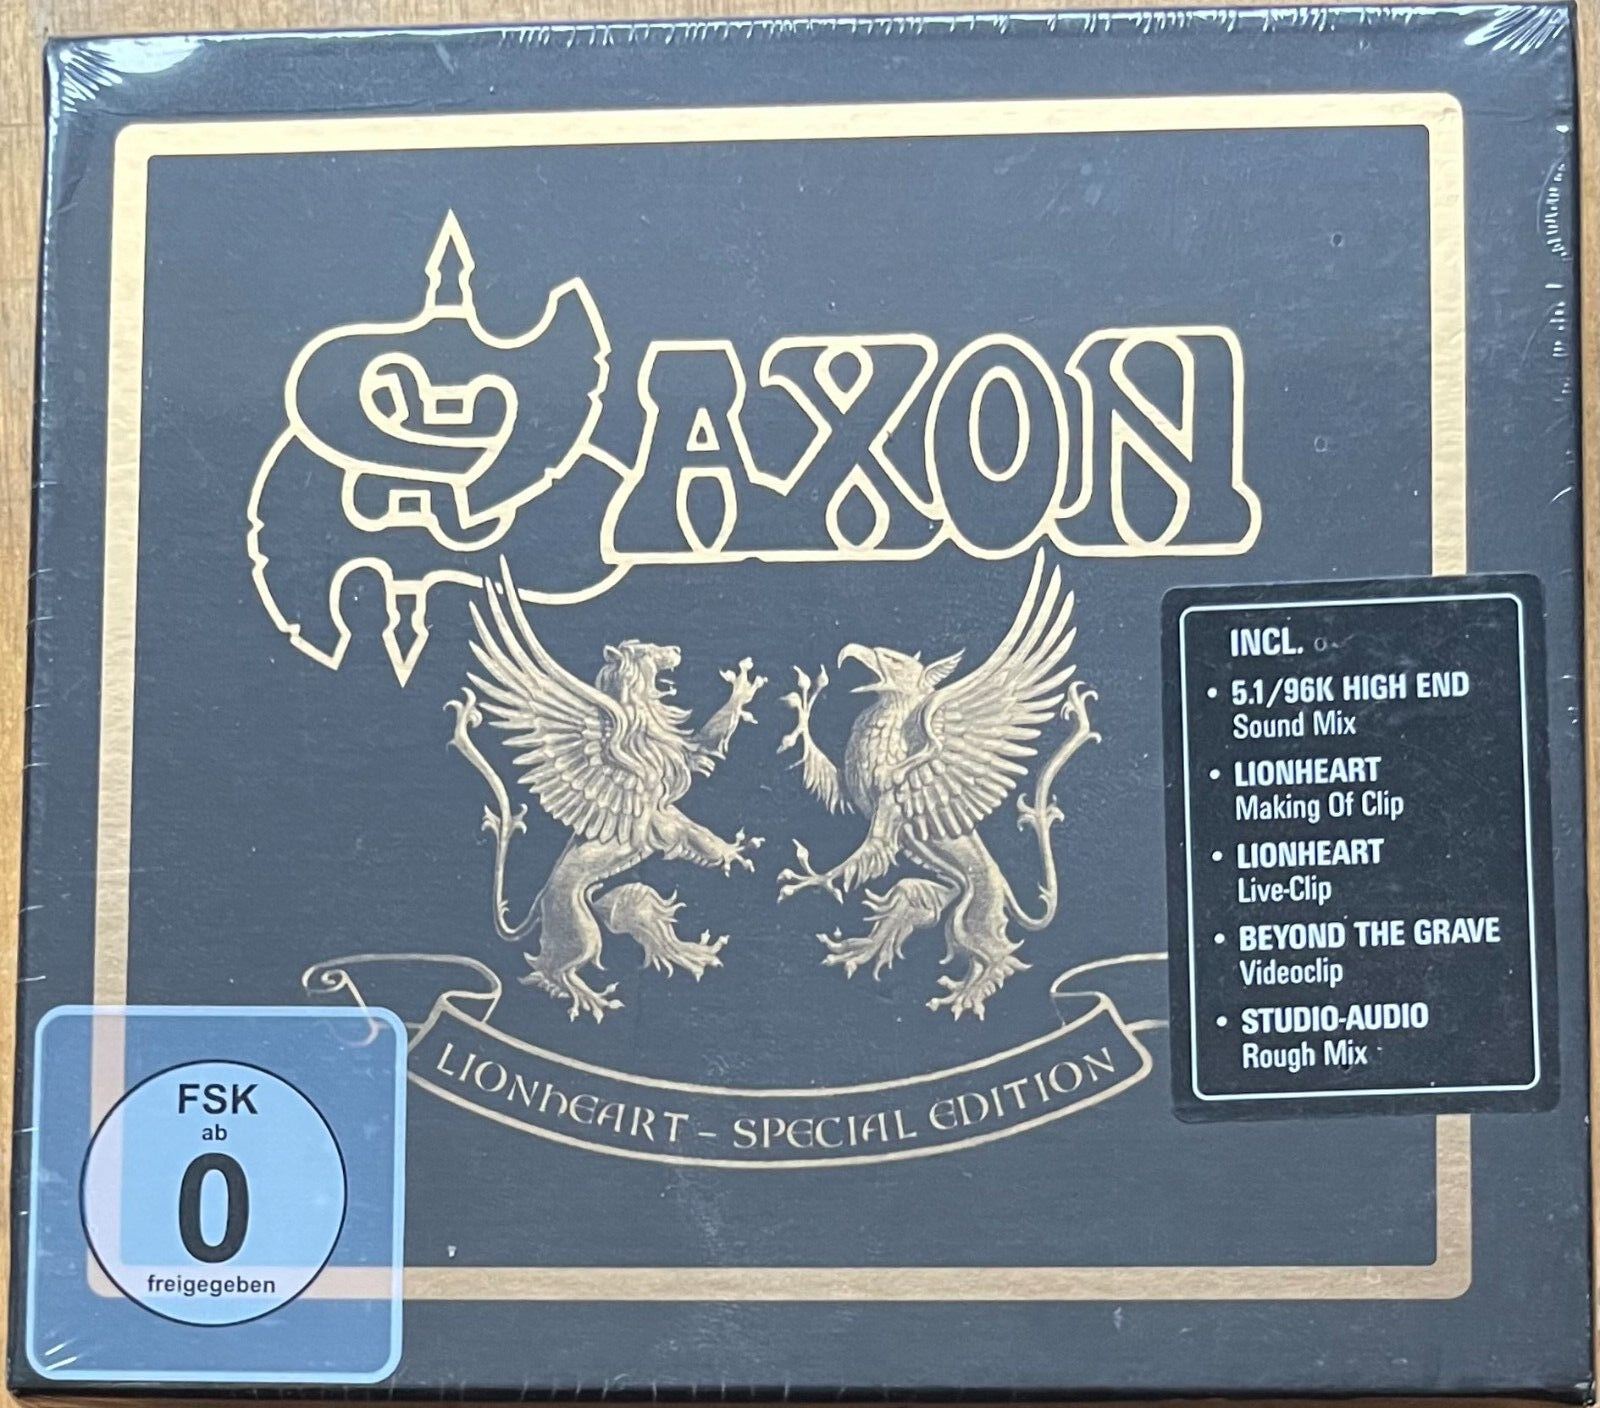 SAXON
INCL.
• 5.1/96K HIGH END
Sound Mix
• LIONHEART
Making Of Clip
• LIONHEART
Live-Clip
• BEYOND THE GRAVE
Videoclip
• STUDIO-AUDIO
Rough Mix
LIONHEART – SPECIAL EDITION
FSK
ab
0
freigegeben